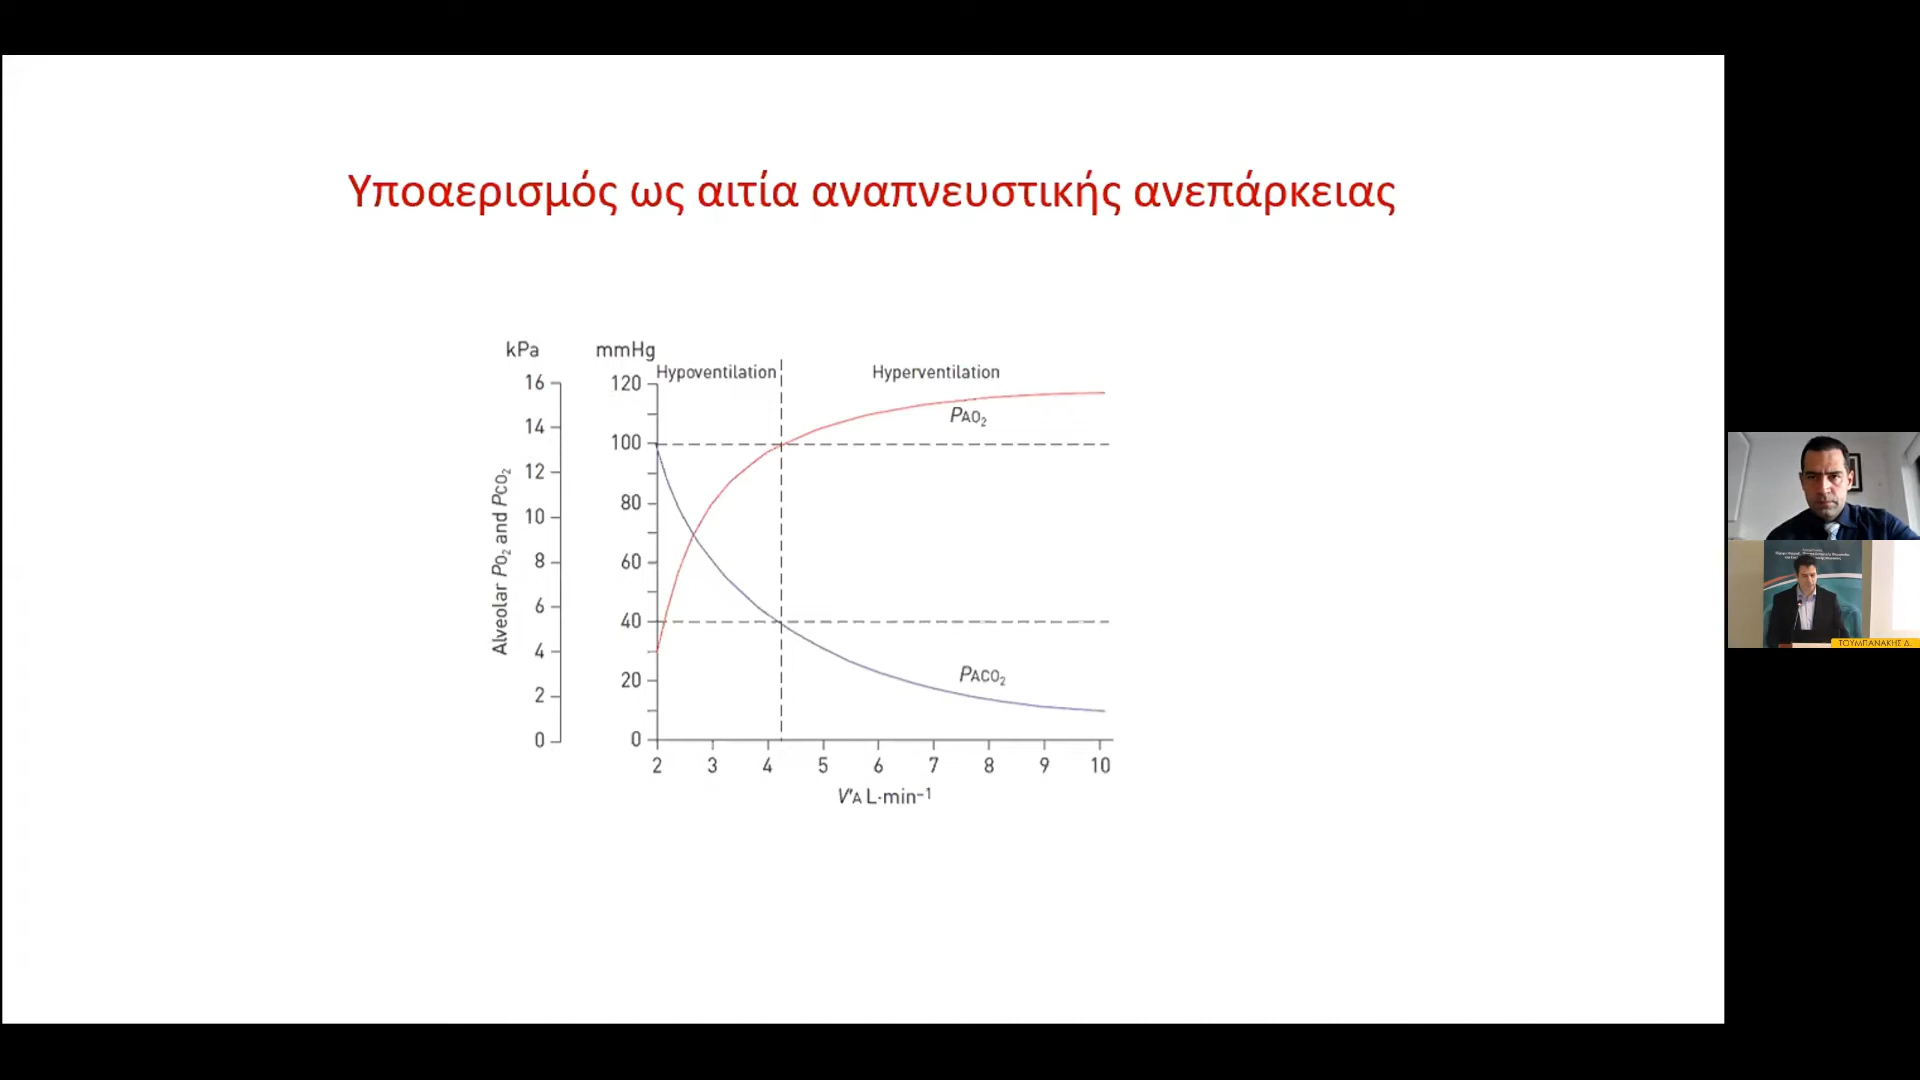 Υποαερισμός ως αιτία αναπνευστικής ανεπάρκειας
kPa
mmHg
Hypoventilation
Hyperventilation
16
14
12
10
8
6
4
2
0
120
100
80
60
40
20
0
Alveolar PO₂ and PCO₂
PAO₂
PACO₂
2 3 4 5 6 7 8 9 10
V′A L·min⁻¹
ΤΟΥΜΠΑΝΑΚΗΣ Δ.